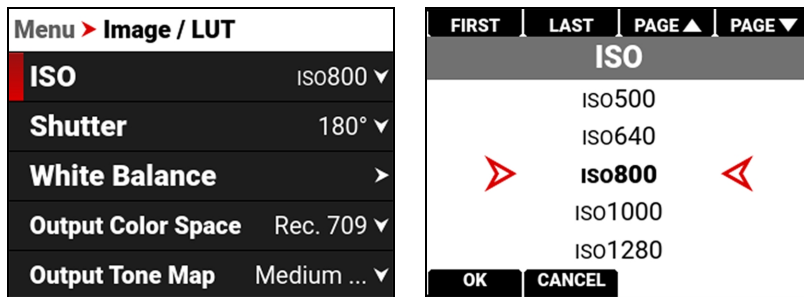 Menu > Image / LUT
ISO ISO800
Shutter 180°
White Balance
Output Color Space Rec. 709
Output Tone Map Medium ...
FIRST LAST PAGE▲ PAGE▼
ISO
ISO500
ISO640
ISO800
ISO1000
ISO1280
OK CANCEL